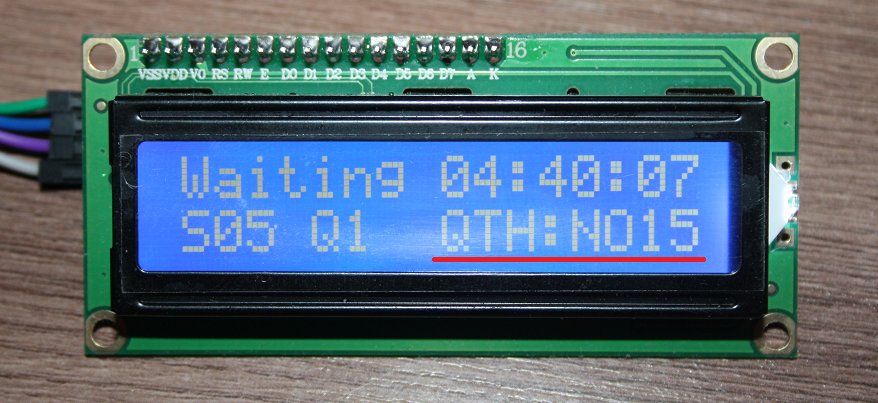 1 16
VSS VDD V0 RS RW E D0 D1 D2 D3 D4 D5 D6 D7 A K
Waiting 04:40:07
S05 Q1 QTH:NO15